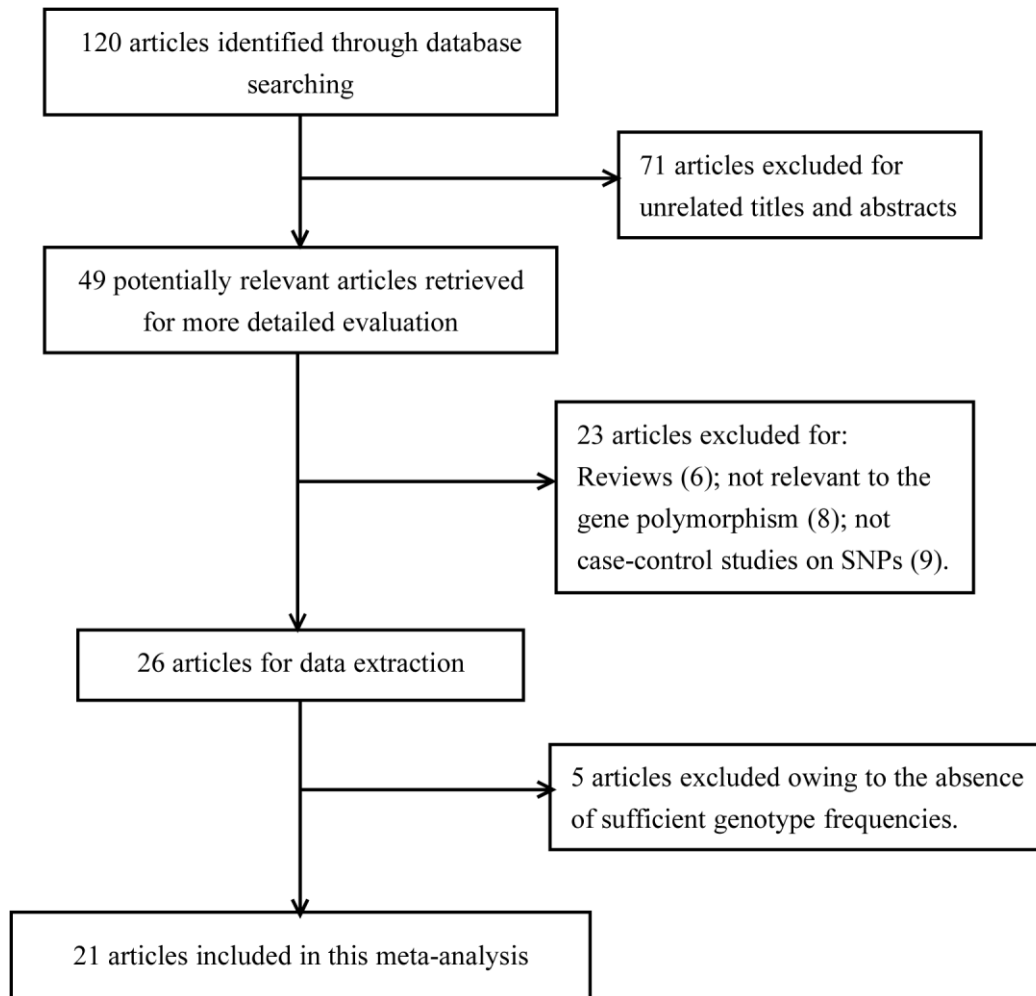 120 articles identified through database
searching
71 articles excluded for
unrelated titles and abstracts
49 potentially relevant articles retrieved
for more detailed evaluation
23 articles excluded for:
Reviews (6); not relevant to the
gene polymorphism (8); not
case-control studies on SNPs (9).
26 articles for data extraction
5 articles excluded owing to the absence
of sufficient genotype frequencies.
21 articles included in this meta-analysis